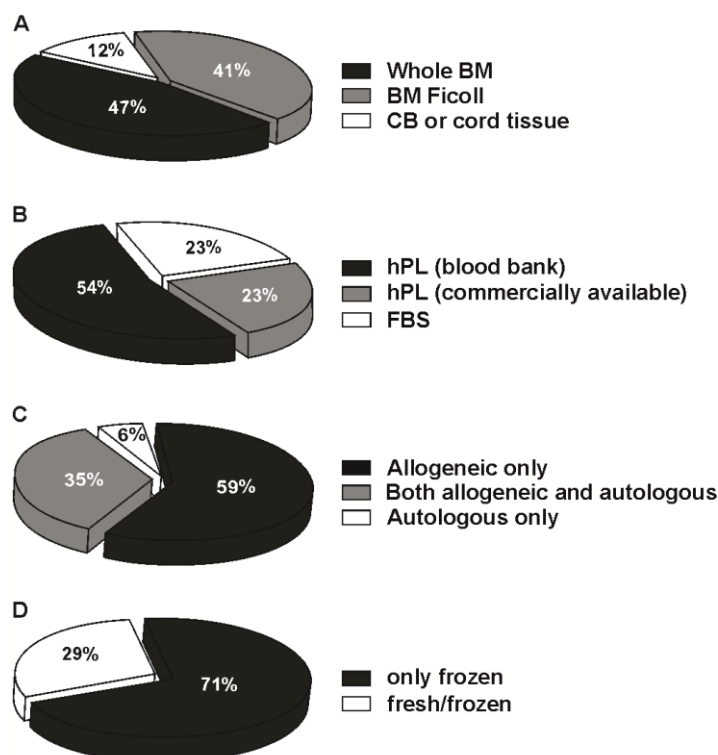 A
12%
41%
47%
Whole BM
BM Ficoll
CB or cord tissue
B
23%
54%
23%
hPL (blood bank)
hPL (commercially available)
FBS
C
6%
35%
59%
Allogeneic only
Both allogeneic and autologous
Autologous only
D
29%
71%
only frozen
fresh/frozen